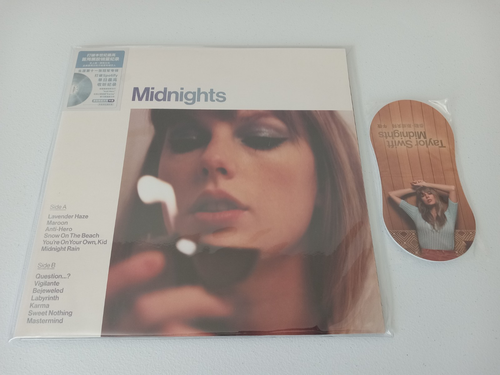 Midnights
Side A
Lavender Haze
Maroon
Anti-Hero
Snow On The Beach
You're On Your Own, Kid
Midnight Rain
Side B
Question...?
Vigilante
Bejeweled
Labyrinth
Karma
Sweet Nothing
Mastermind
Taylor Swift
Midnights